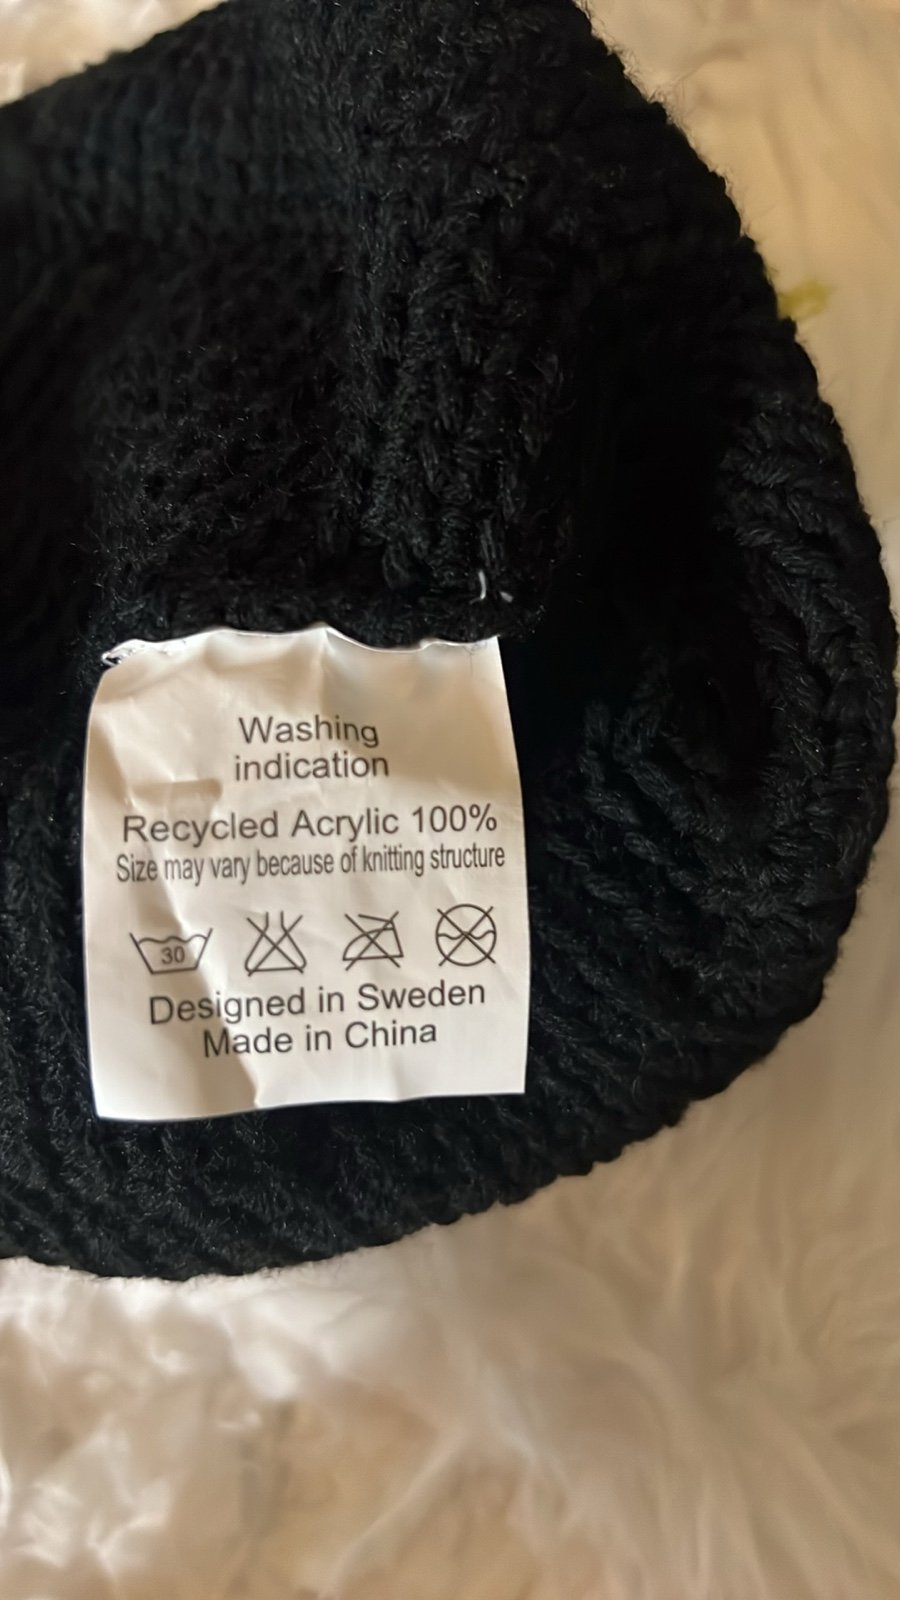 Washing
indication
Recycled Acrylic 100%
Size may vary because of knitting structure
30
Designed in Sweden
Made in China